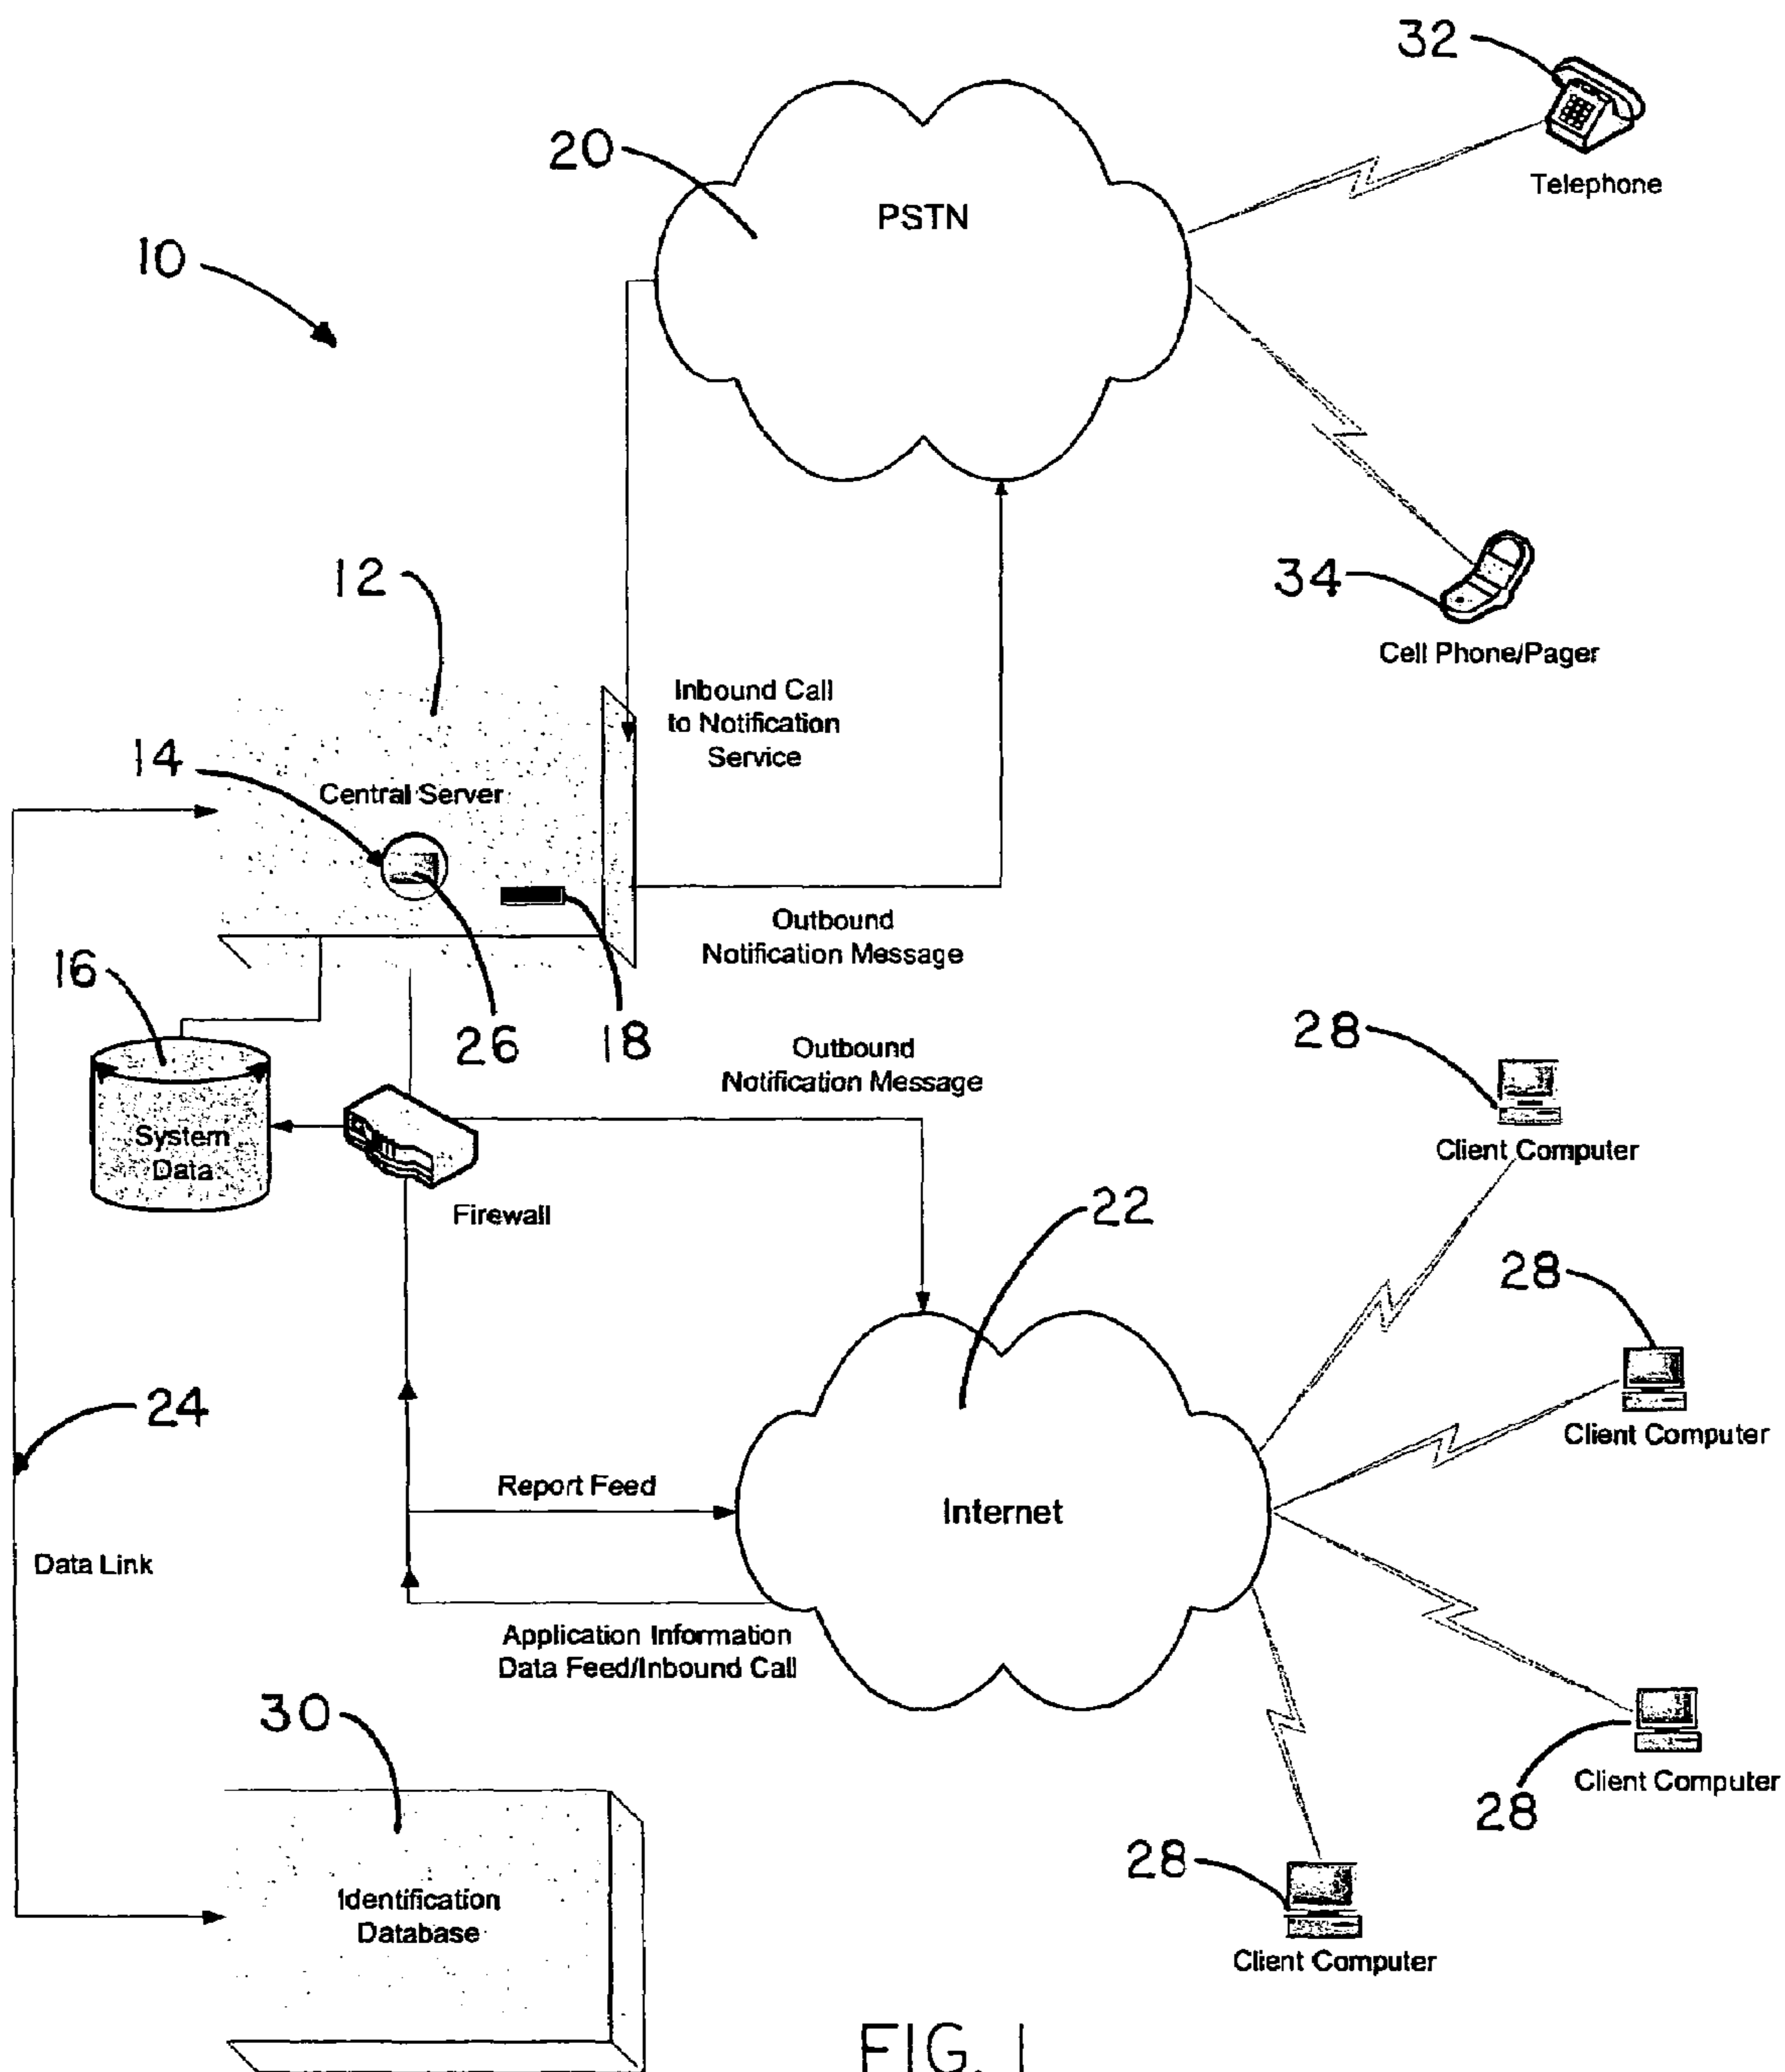 32
Telephone
20
PSTN
10
34
Cell Phone/Pager
12
Inbound Call
to Notification
Service
14
Central Server
Outbound
Notification Message
16
26
18
Outbound
Notification Message
28
Client Computer
System
Data
Firewall
22
28
Client Computer
24
Report Feed
Internet
Data Link
Application Information
Data Feed/Inbound Call
30
28
Client Computer
28
Client Computer
Identification
Database
FIG. 1